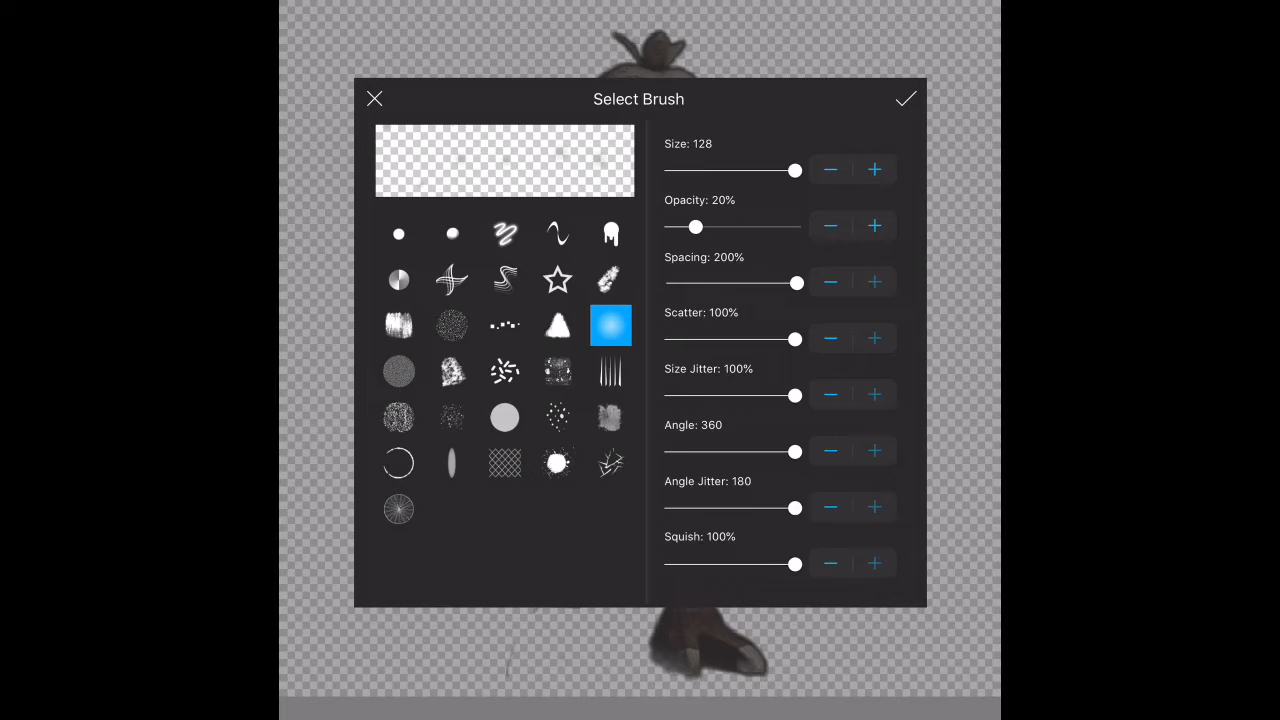 Select Brush
Size: 128
Opacity: 20%
Spacing: 200%
Scatter: 100%
Size Jitter: 100%
Angle: 360
Angle Jitter: 180
Squish: 100%